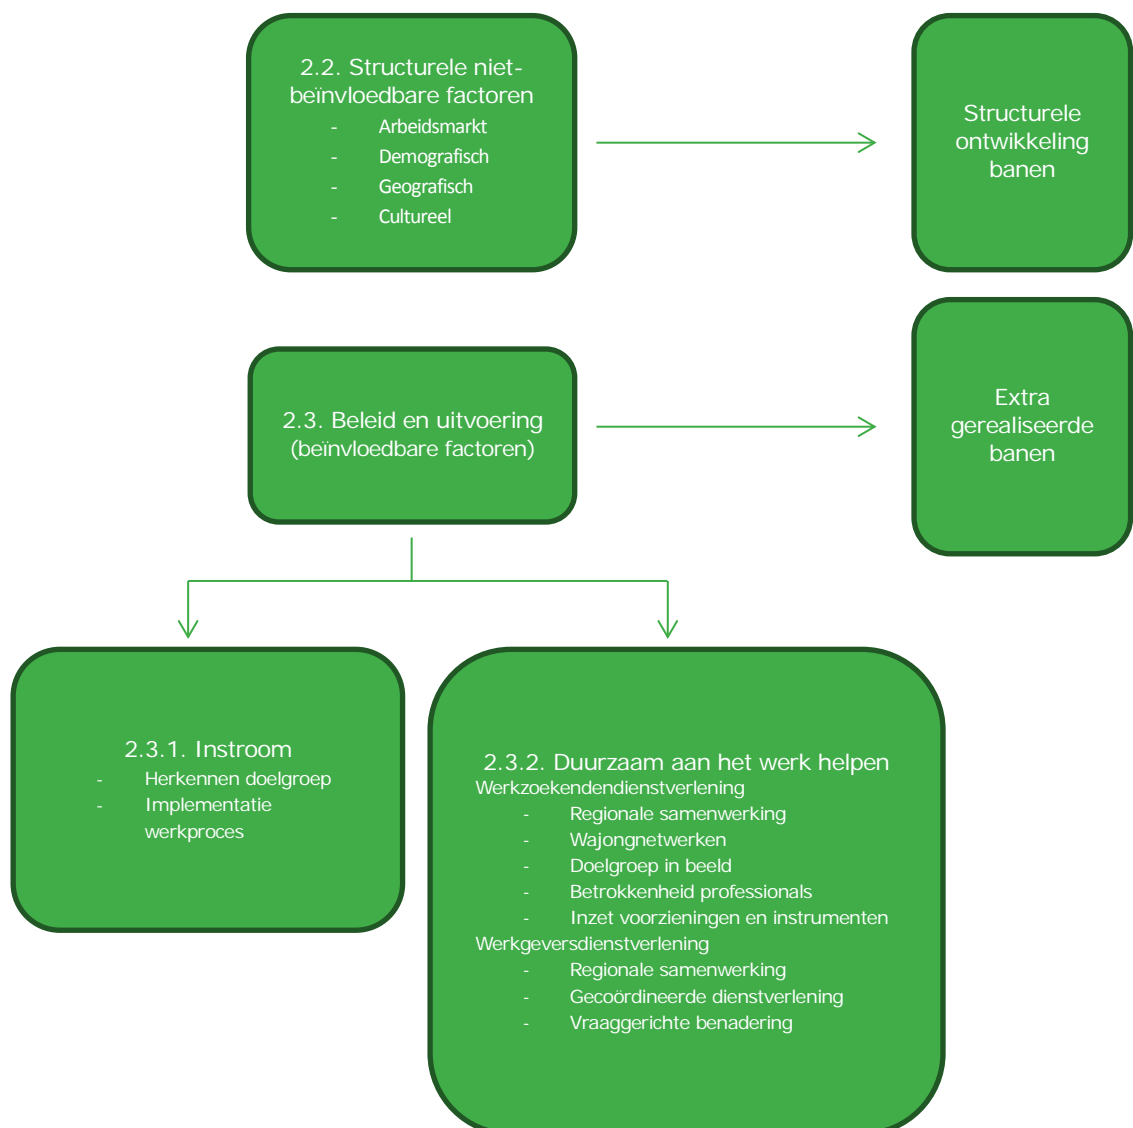 2.2. Structurele niet-
beïnvloedbare factoren
- Arbeidsmarkt
- Demografisch
- Geografisch
- Cultureel
Structurele
ontwikkeling
banen
2.3. Beleid en uitvoering
(beïnvloedbare factoren)
Extra
gerealiseerde
banen
2.3.1. Instroom
- Herkennen doelgroep
- Implementatie
werkproces
2.3.2. Duurzaam aan het werk helpen
Werkzoekendendienstverlening
- Regionale samenwerking
- Wajongnetwerken
- Doelgroep in beeld
- Betrokkenheid professionals
- Inzet voorzieningen en instrumenten
Werkgeversdienstverlening
- Regionale samenwerking
- Gecoördineerde dienstverlening
- Vraaggerichte benadering